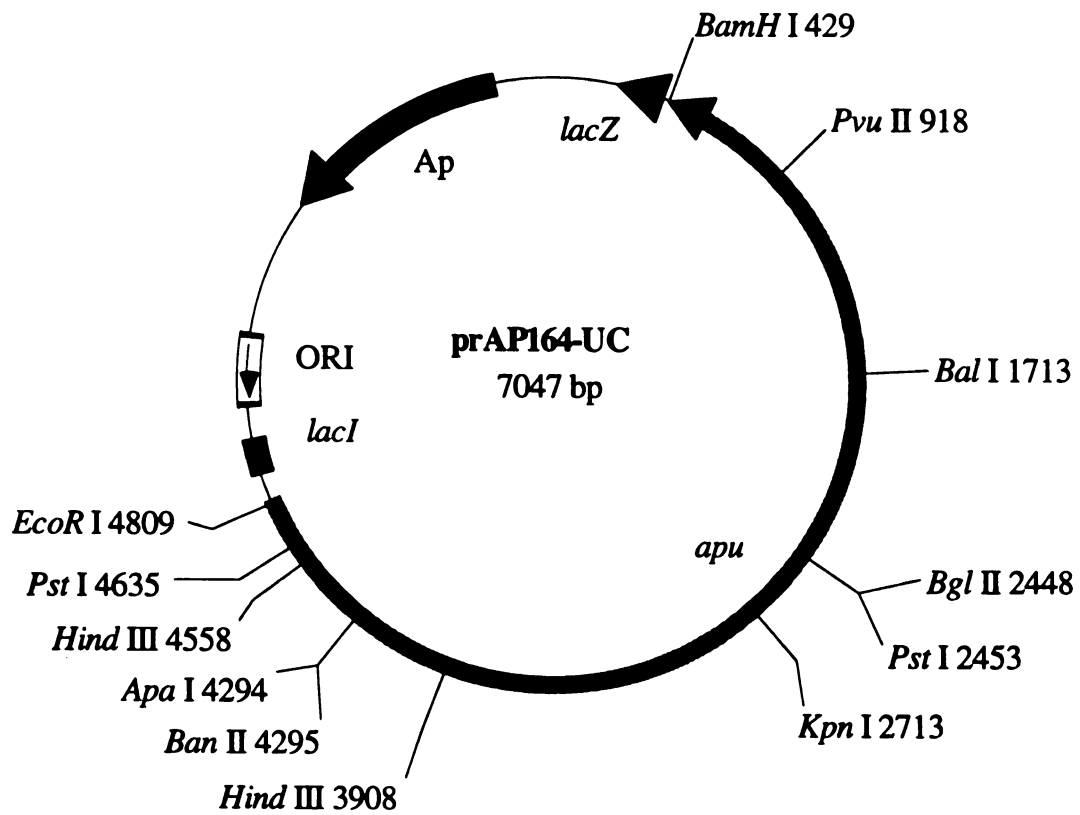 BamH I 429
Pvu II 918
lacZ
Ap
prAP164-UC
7047 bp
ORI
Bal I 1713
lacI
EcoR I 4809
apu
Pst I 4635
Bgl II 2448
Hind III 4558
Pst I 2453
Apa I 4294
Kpn I 2713
Ban II 4295
Hind III 3908